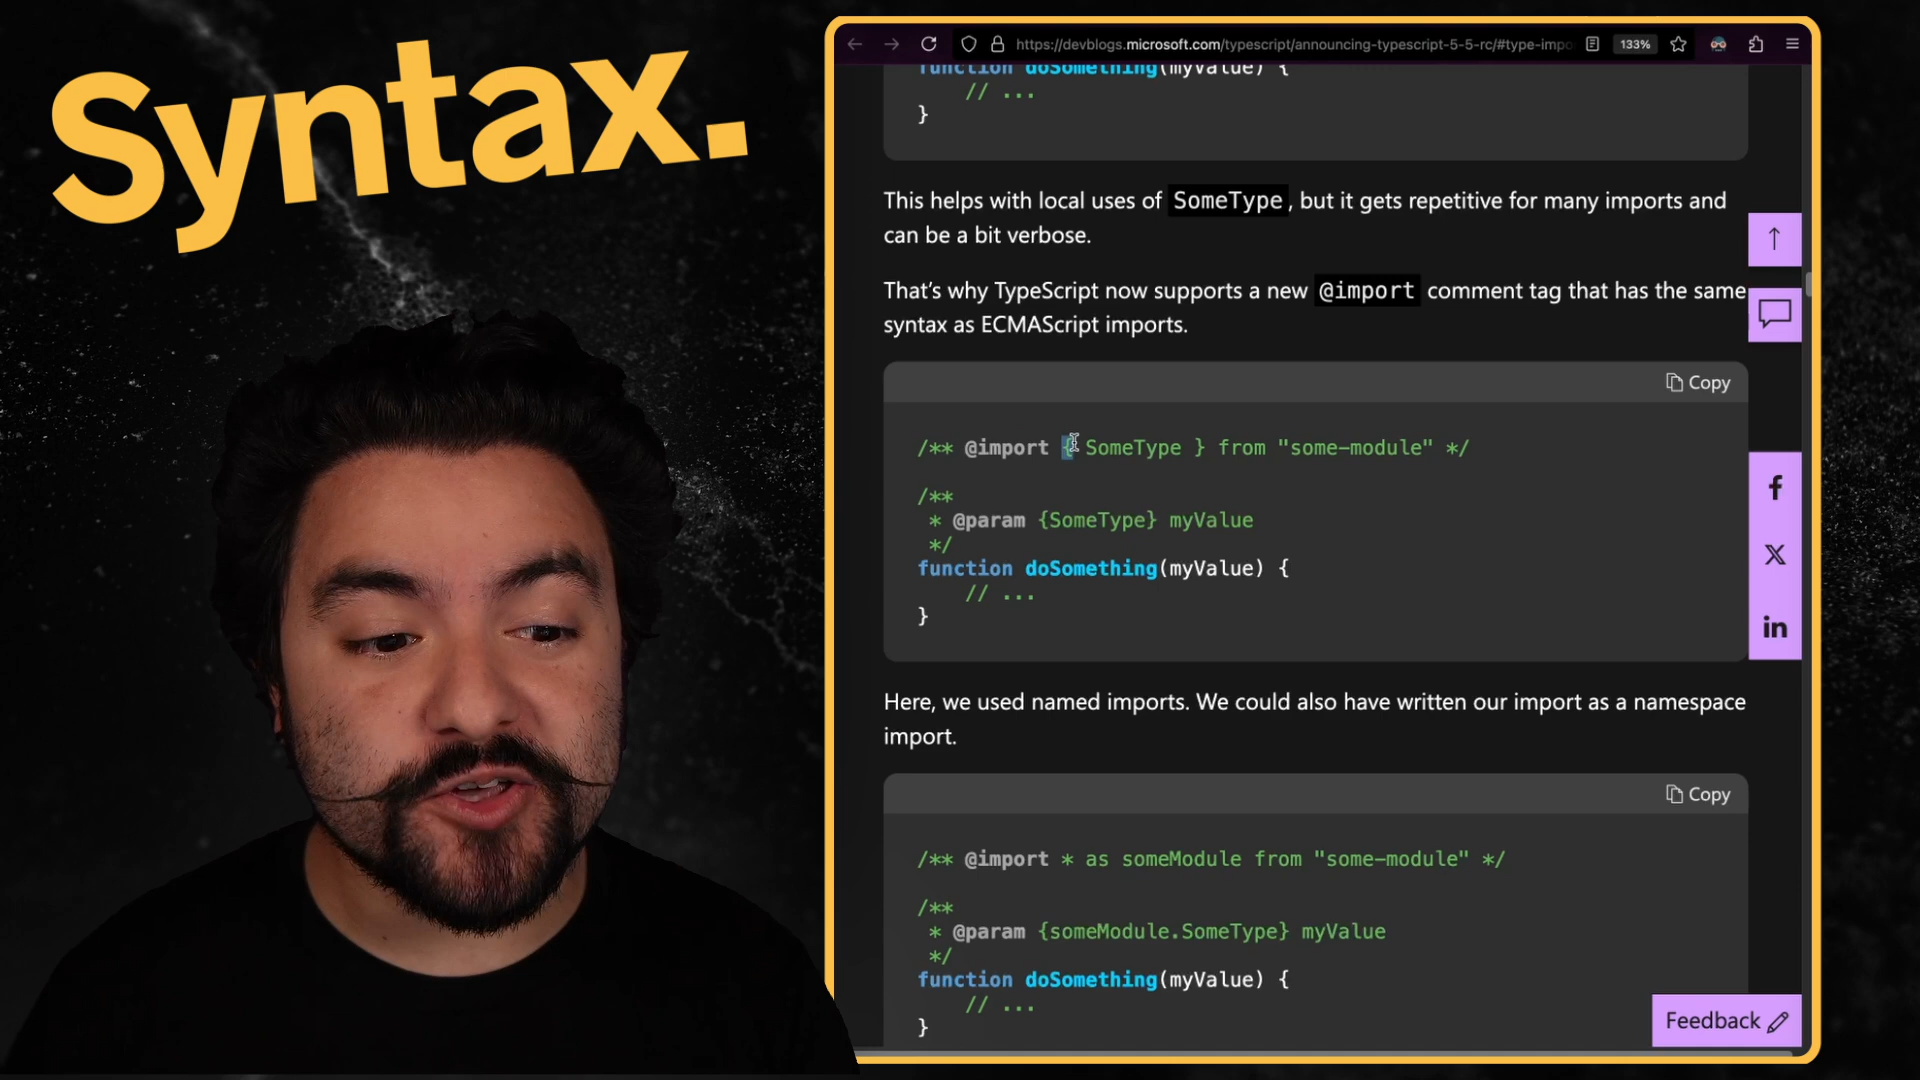 Syntax.
https://devblogs.microsoft.com/typescript/announcing-typescript-5-5-rc/#type-impo
133%
function doSomething(myValue) {
// ...
}
This helps with local uses of SomeType, but it gets repetitive for many imports and
can be a bit verbose.
That's why TypeScript now supports a new @import comment tag that has the same
syntax as ECMAScript imports.
Copy
/** @import { SomeType } from "some-module" */
/**
* @param {SomeType} myValue
*/
function doSomething(myValue) {
// ...
}
Here, we used named imports. We could also have written our import as a namespace
import.
Copy
/** @import * as someModule from "some-module" */
/**
* @param {someModule.SomeType} myValue
*/
function doSomething(myValue) {
// ...
}
f
X
in
Feedback